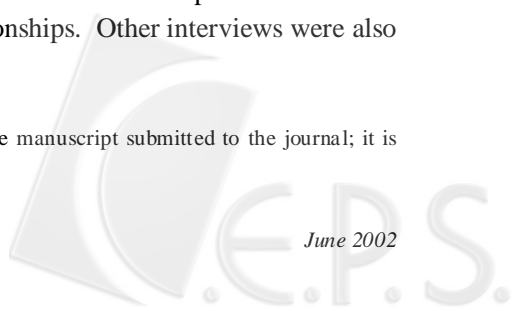 onships. Other interviews were also
e manuscript submitted to the journal; it is
June 2002
C.E.P.S.